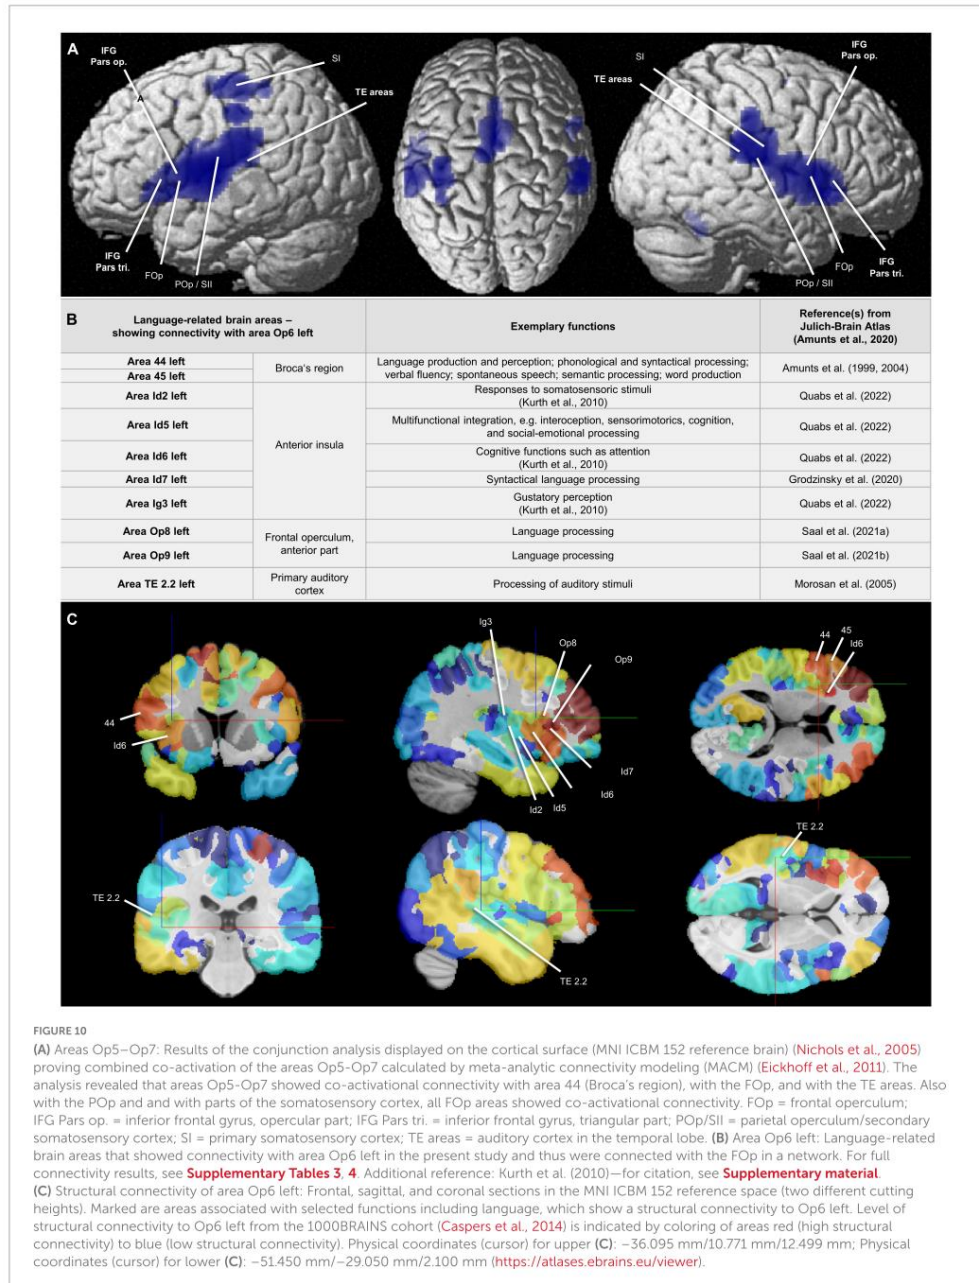 A
IFG
Pars op.
SI
TE areas
A
IFG
Pars tri.
FOp
POp / SII
SI
TE areas
IFG
Pars op.
FOp
IFG
Pars tri.
POp / SII
B
Language-related brain areas –
showing connectivity with area Op6 left
Exemplary functions
Reference(s) from
Julich-Brain Atlas
(Amunts et al., 2020)
Area 44 left
Area 45 left
Broca's region
Language production and perception; phonological and syntactical processing;
verbal fluency; spontaneous speech; semantic processing; word production
Amunts et al. (1999, 2004)
Area Id2 left
Anterior insula
Responses to somatosensoric stimuli
(Kurth et al., 2010)
Quabs et al. (2022)
Area Id5 left
Multifunctional integration, e.g. interoception, sensorimotorics, cognition,
and social-emotional processing
Quabs et al. (2022)
Area Id6 left
Cognitive functions such as attention
(Kurth et al., 2010)
Quabs et al. (2022)
Area Id7 left
Syntactical language processing
Grodzinsky et al. (2020)
Area Ig3 left
Gustatory perception
(Kurth et al., 2010)
Quabs et al. (2022)
Area Op8 left
Frontal operculum,
anterior part
Language processing
Saal et al. (2021a)
Area Op9 left
Language processing
Saal et al. (2021b)
Area TE 2.2 left
Primary auditory
cortex
Processing of auditory stimuli
Morosan et al. (2005)
C
44
Id6
Ig3
Op8
Op9
Id7
Id6
Id5
Id2
44
45
Id6
TE 2.2
TE 2.2
TE 2.2
FIGURE 10
(A) Areas Op5–Op7: Results of the conjunction analysis displayed on the cortical surface (MNI ICBM 152 reference brain) (Nichols et al., 2005)
proving combined co-activation of the areas Op5-Op7 calculated by meta-analytic connectivity modeling (MACM) (Eickhoff et al., 2011). The
analysis revealed that areas Op5-Op7 showed co-activational connectivity with area 44 (Broca's region), with the FOp, and with the TE areas. Also
with the POp and and with parts of the somatosensory cortex, all FOp areas showed co-activational connectivity. FOp = frontal operculum;
IFG Pars op. = inferior frontal gyrus, opercular part; IFG Pars tri. = inferior frontal gyrus, triangular part; POp/SII = parietal operculum/secondary
somatosensory cortex; SI = primary somatosensory cortex; TE areas = auditory cortex in the temporal lobe. (B) Area Op6 left: Language-related
brain areas that showed connectivity with area Op6 left in the present study and thus were connected with the FOp in a network. For full
connectivity results, see Supplementary Tables 3, 4. Additional reference: Kurth et al. (2010)—for citation, see Supplementary material.
(C) Structural connectivity of area Op6 left: Frontal, sagittal, and coronal sections in the MNI ICBM 152 reference space (two different cutting
heights). Marked are areas associated with selected functions including language, which show a structural connectivity to Op6 left. Level of
structural connectivity to Op6 left from the 1000BRAINS cohort (Caspers et al., 2014) is indicated by coloring of areas red (high structural
connectivity) to blue (low structural connectivity). Physical coordinates (cursor) for upper (C): −36.095 mm/10.771 mm/12.499 mm; Physical
coordinates (cursor) for lower (C): −51.450 mm/−29.050 mm/2.100 mm (https://atlases.ebrains.eu/viewer).